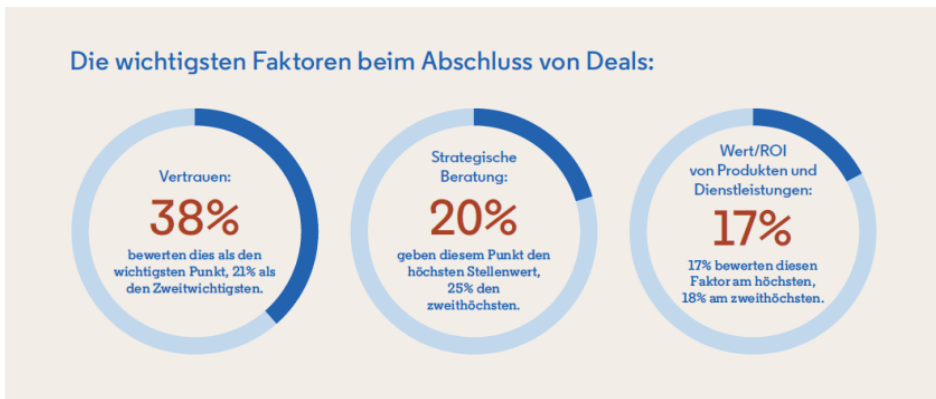 Die wichtigsten Faktoren beim Abschluss von Deals:
Vertrauen:
38%
bewerten dies als den
wichtigsten Punkt, 21% als
den Zweitwichtigsten.
Strategische
Beratung:
20%
geben diesem Punkt den
höchsten Stellenwert,
25% den
zweithöchsten.
Wert/ROI
von Produkten und
Dienstleistungen:
17%
17% bewerten diesen
Faktor am höchsten,
18% am zweithöchsten.